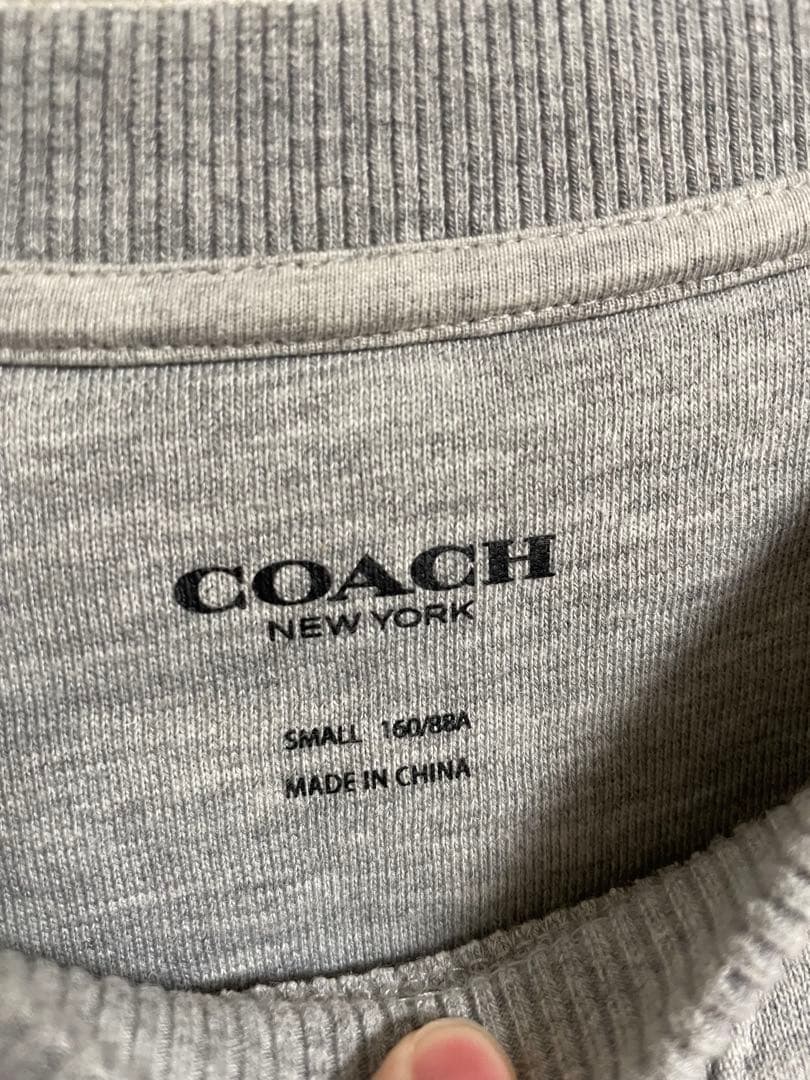 COACH
NEW YORK
SMALL 160/88A
MADE IN CHINA